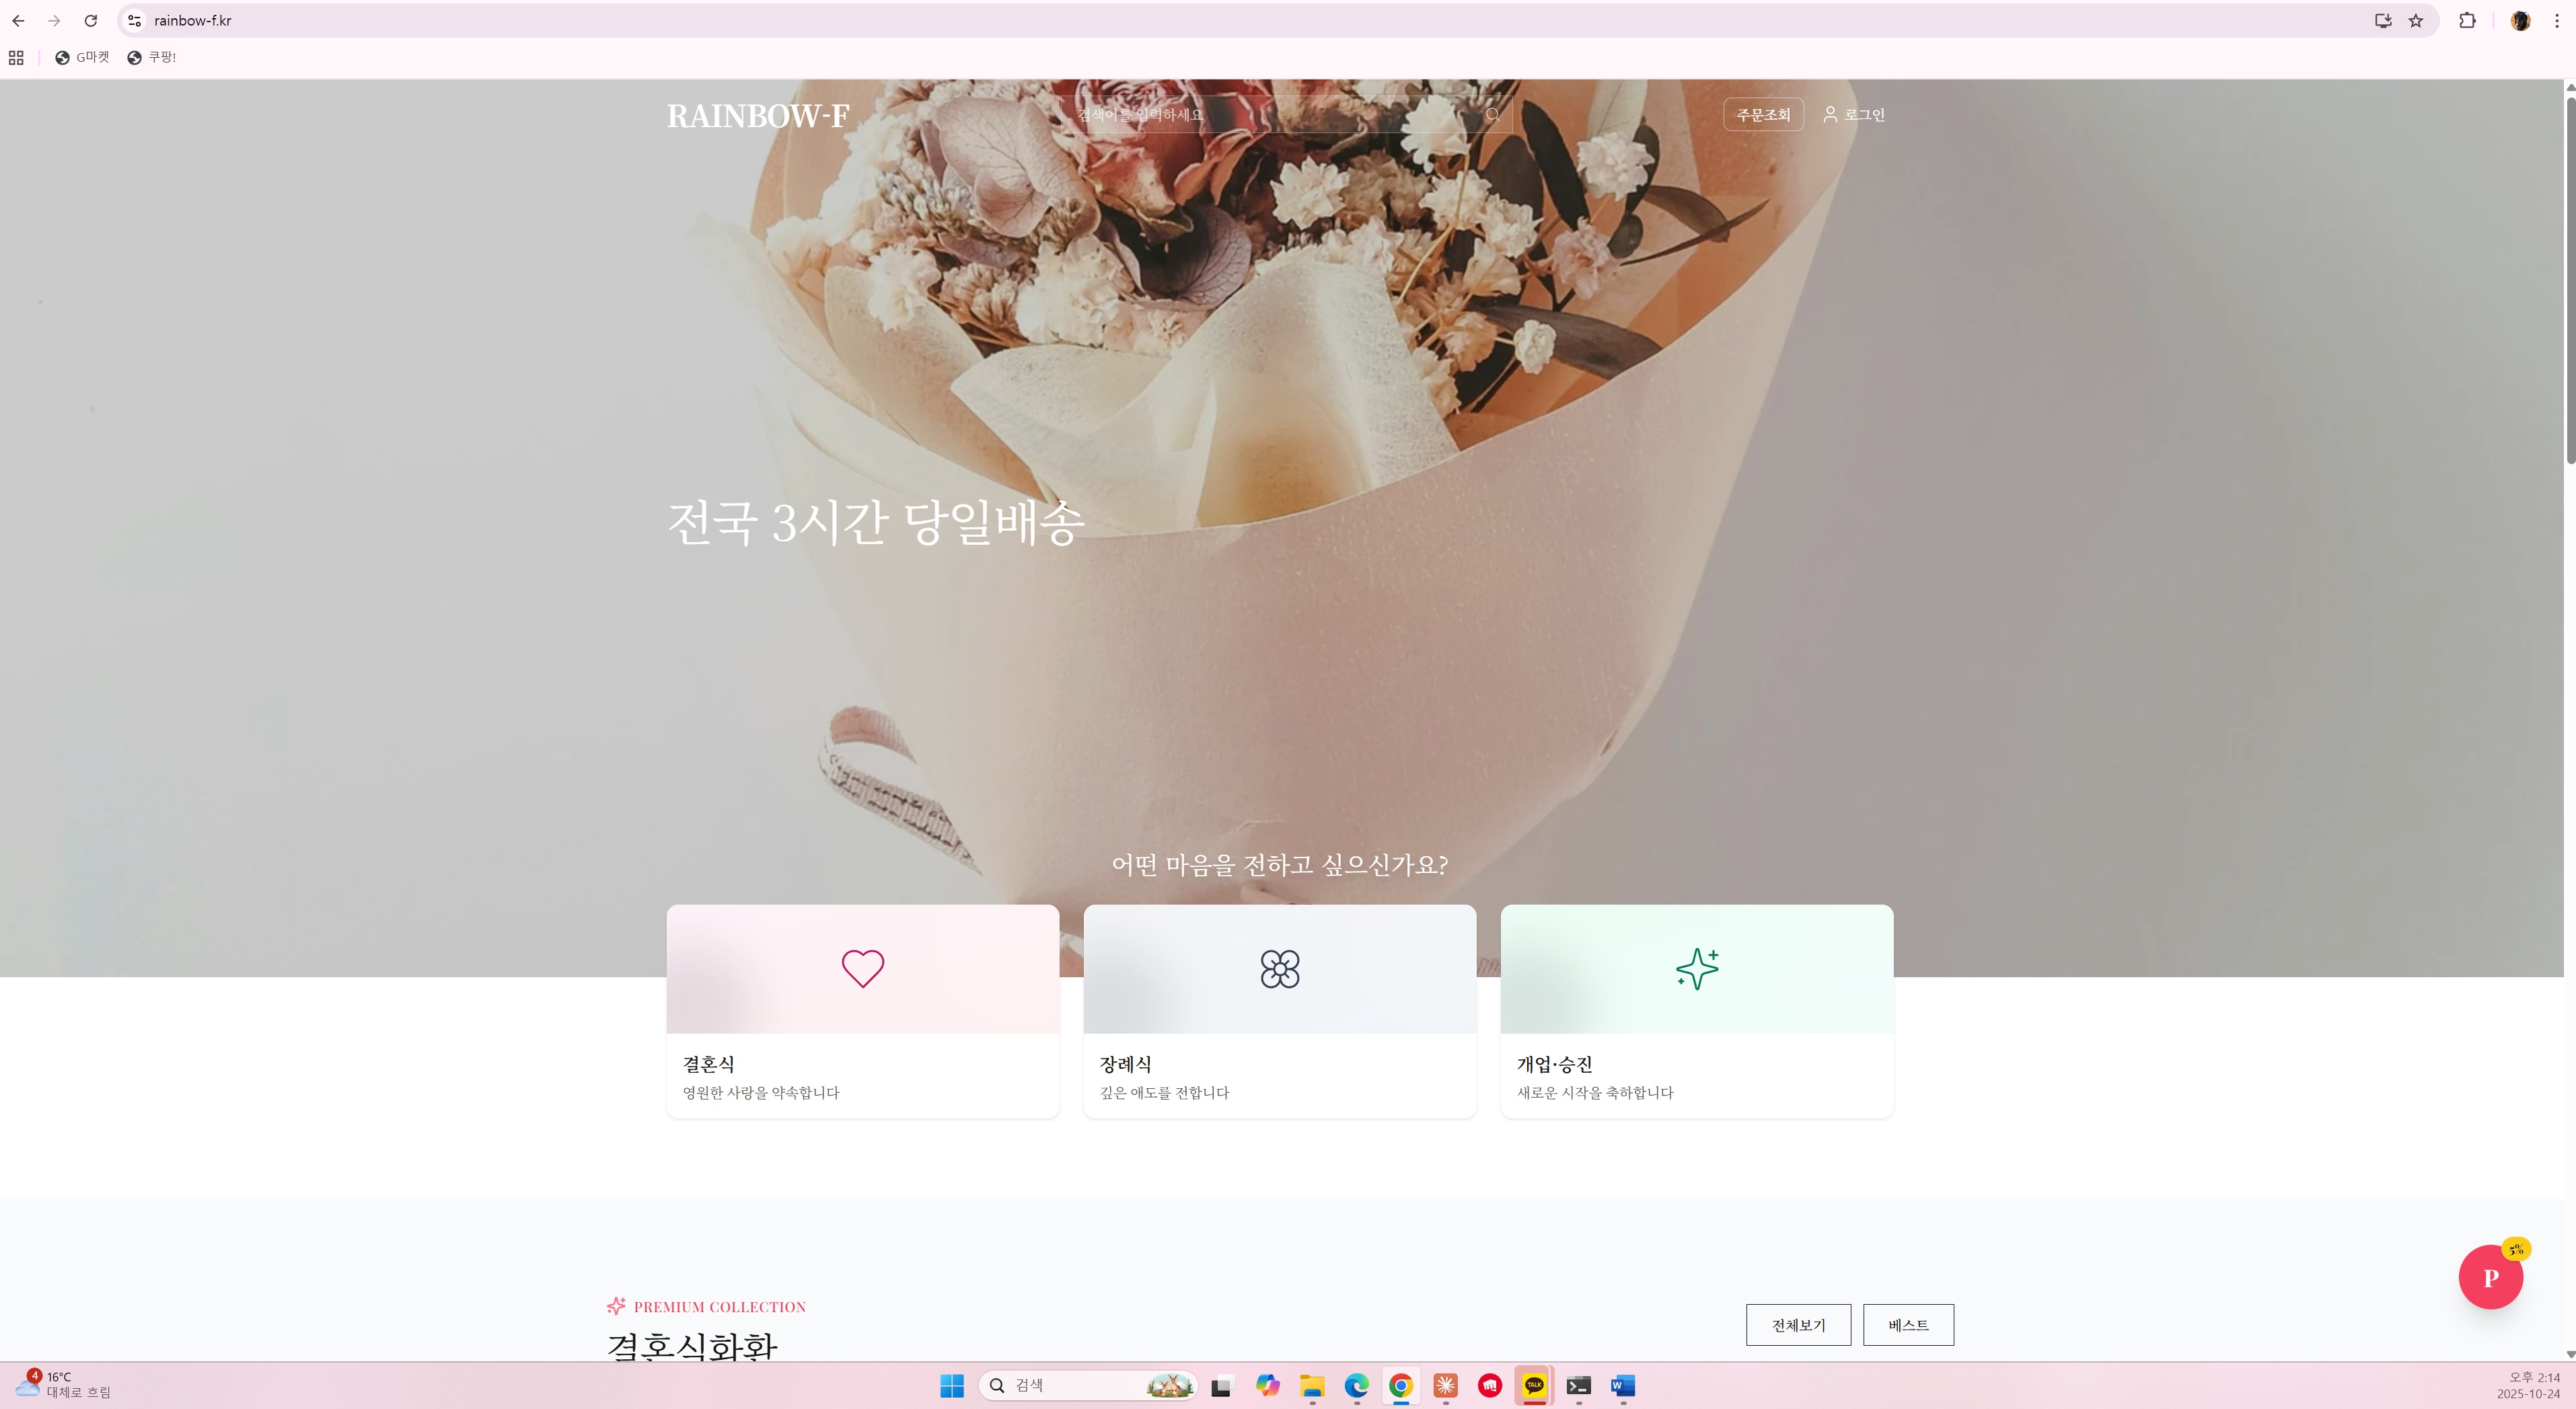 rainbow-f.kr
G마켓
쿠팡!
RAINBOW-F
검색어를 입력하세요
주문조회
로그인
전국 3시간 당일배송
어떤 마음을 전하고 싶으신가요?
결혼식
영원한 사랑을 약속합니다
장례식
깊은 애도를 전합니다
개업·승진
새로운 시작을 축하합니다
5%
P
PREMIUM COLLECTION
결혼식화환
전체보기
베스트
4
16°C
대체로 흐림
검색
TALK
W
오후 2:14
2025-10-24